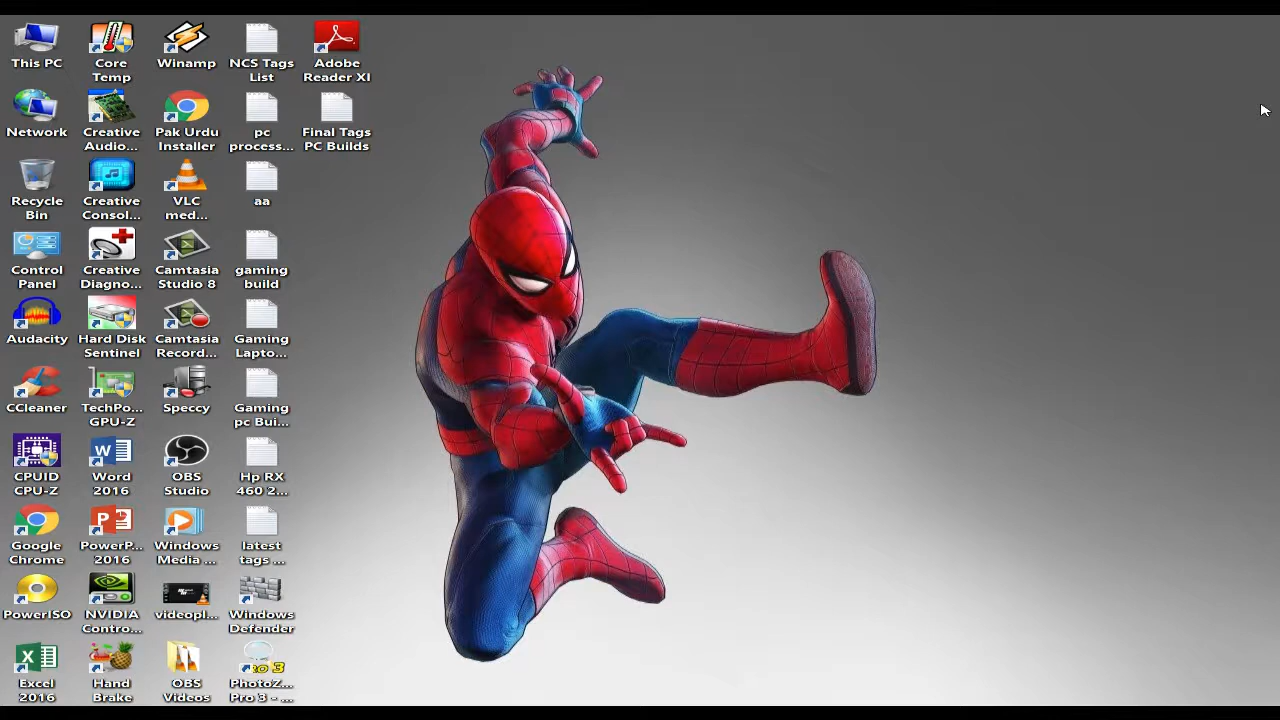 This PC
Core
Temp
Winamp
NCS Tags
List
Adobe
Reader XI
Network
Creative
Audio...
Pak Urdu
Installer
pc
process...
Final Tags
PC Builds
Recycle
Bin
Creative
Consol...
VLC
med...
aa
Control
Panel
Creative
Diagno...
Camtasia
Studio 8
gaming
build
Audacity
Hard Disk
Sentinel
Camtasia
Record...
Gaming
Lapto...
CCleaner
TechPo...
GPU-Z
Speccy
Gaming
pc Bui...
CPUID
CPU-Z
Word
2016
OBS
Studio
Hp RX
460 2...
Google
Chrome
PowerP...
2016
Windows
Media ...
latest
tags ...
PowerISO
NVIDIA
Contro...
videopl...
Windows
Defender
Excel
2016
Hand
Brake
OBS
Videos
PhotoZ...
Pro 3 - ...